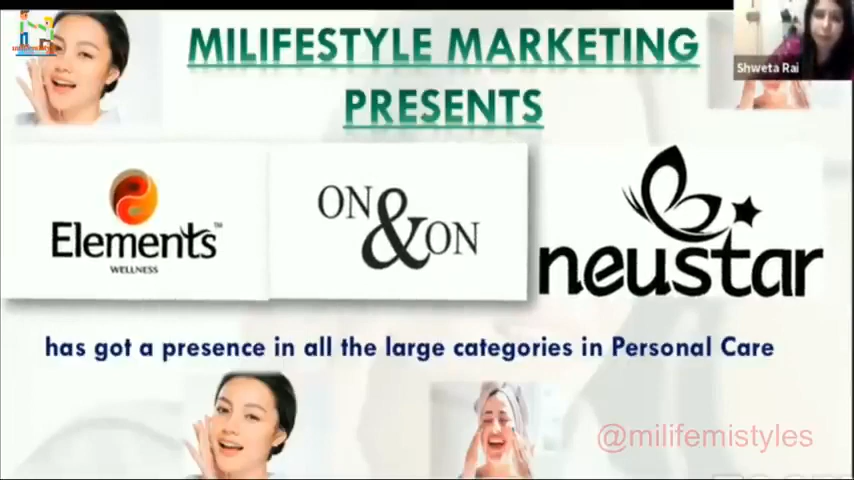 MILIFESTYLE MARKETING
PRESENTS
Shweta Rai
Elements™
WELLNESS
ON & ON
neustar
has got a presence in all the large categories in Personal Care
@milifemistyles